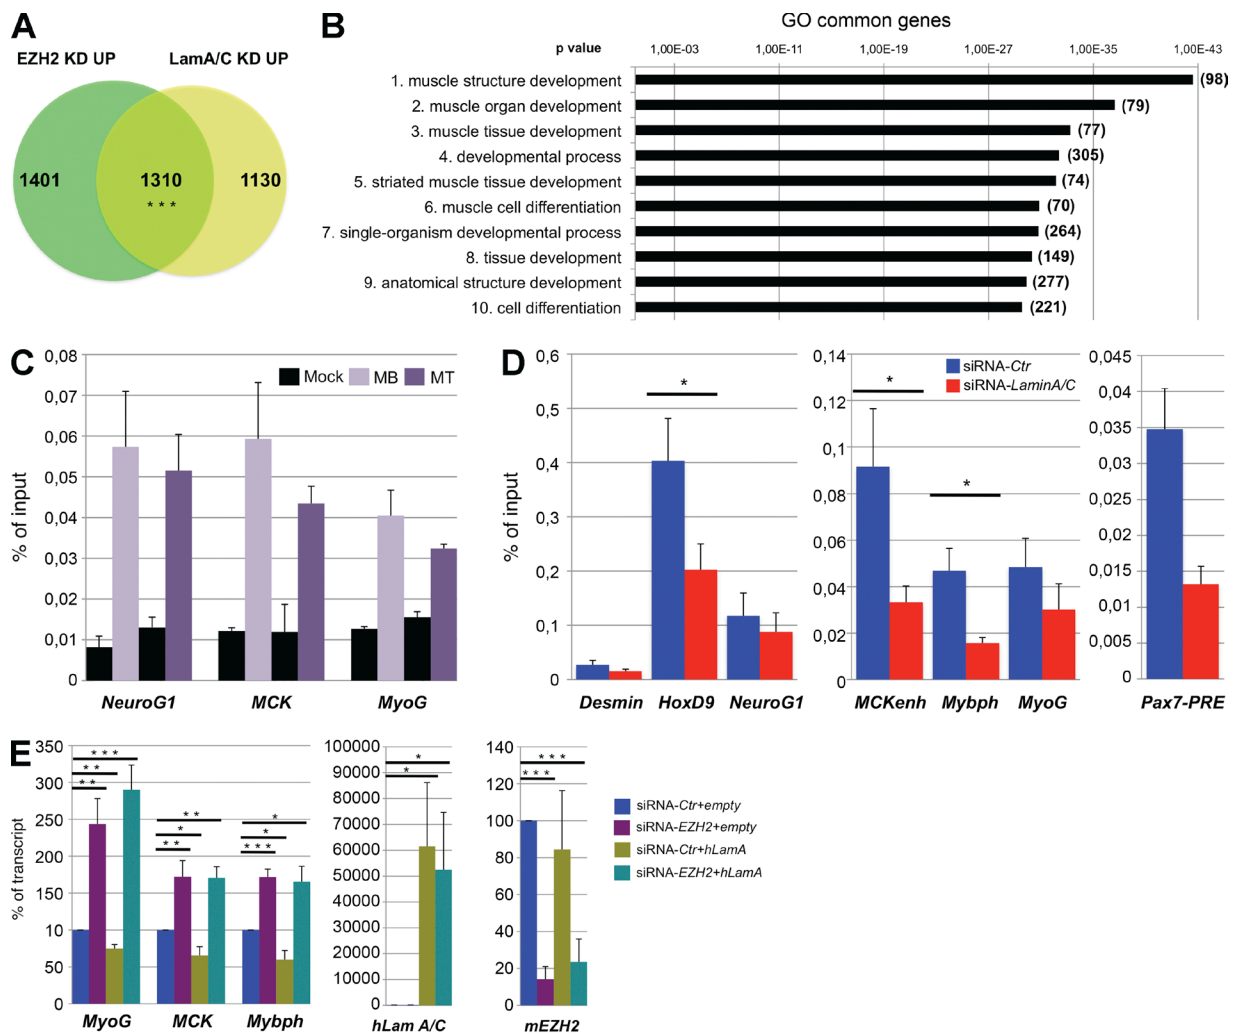 A
EZH2 KD UP
LamA/C KD UP
1401
1310
1130
* * *
B
GO common genes
p value
1,00E-03 1,00E-11 1,00E-19 1,00E-27 1,00E-35 1,00E-43
1. muscle structure development (98)
2. muscle organ development (79)
3. muscle tissue development (77)
4. developmental process (305)
5. striated muscle tissue development (74)
6. muscle cell differentiation (70)
7. single-organism developmental process (264)
8. tissue development (149)
9. anatomical structure development (277)
10. cell differentiation (221)
C
% of input
0,08
0,07
0,06
0,05
0,04
0,03
0,02
0,01
0
Mock MB MT
NeuroG1 MCK MyoG
D
% of input
0,6
0,5
0,4
0,3
0,2
0,1
0
*
Desmin HoxD9 NeuroG1
0,14
0,12
0,1
0,08
0,06
0,04
0,02
0
siRNA-Ctr
siRNA-LaminA/C
*
*
MCKenh Mybph MyoG
0,045
0,04
0,035
0,03
0,025
0,02
0,015
0,01
0,005
0
Pax7-PRE
E
% of transcript
350
300
250
200
150
10
50
0
* * *
* *
* *
* *
*
* *
*
*
* * *
MyoG MCK Mybph
100000
90000
80000
70000
60000
50000
40000
30000
20000
10000
0
*
*
hLam A/C
140
120
100
80
60
40
20
0
* * *
* * *
mEZH2
siRNA-Ctr+empty
siRNA-EZH2+empty
siRNA-Ctr+hLamA
siRNA-EZH2+hLamA